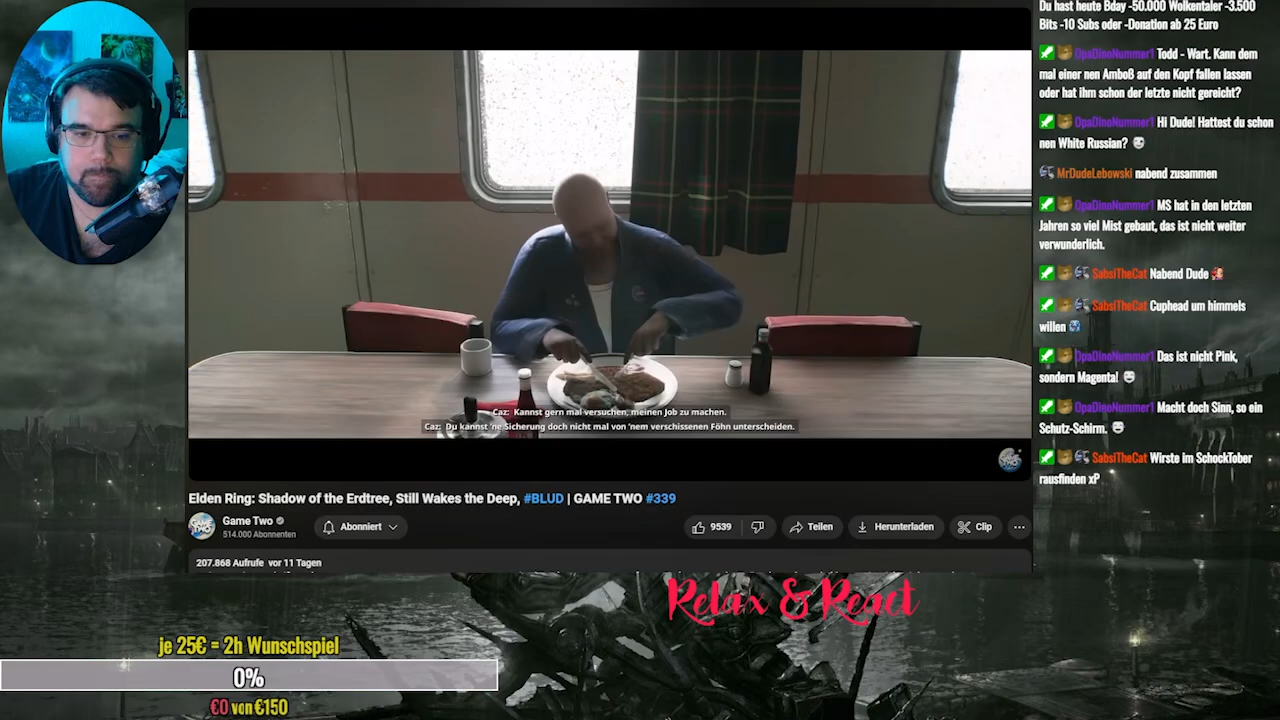 Du hast heute Bday -50.000 Wolkentaler -3.500
Bits -10 Subs oder -Donation ab 25 Euro
OpaDinoNummer1 Todd - Wart. Kann dem
mal einer nen Amboß auf den Kopf fallen lassen
oder hat ihm schon der letzte nicht gereicht?
OpaDinoNummer1 Hi Dude! Hattest du schon
nen White Russian?
MrDudeLebowski nabend zusammen
OpaDinoNummer1 MS hat in den letzten
Jahren so viel Mist gebaut, das ist nicht weiter
verwunderlich.
SabsiTheCat Nabend Dude
SabsiTheCat Cuphead um himmels
willen
OpaDinoNummer1 Das ist nicht Pink,
sondern Magenta!
OpaDinoNummer1 Macht doch Sinn, so ein
Schutz-Schirm.
SabsiTheCat Wirste im SchockTober
rausfinden xP
Caz: Kannst gern mal versuchen, meinen Job zu machen.
Caz: Du kannst 'ne Sicherung doch nicht mal von 'nem verschissenen Föhn unterscheiden.
GAME TWO
Elden Ring: Shadow of the Erdtree, Still Wakes the Deep, #BLUD | GAME TWO #339
GAME TWO
Game Two
514.000 Abonnenten
Abonniert
9539
Teilen
Herunterladen
Clip
207.868 Aufrufe vor 11 Tagen
Relax & React
je 25€ = 2h Wunschspiel
0%
€0 von €150